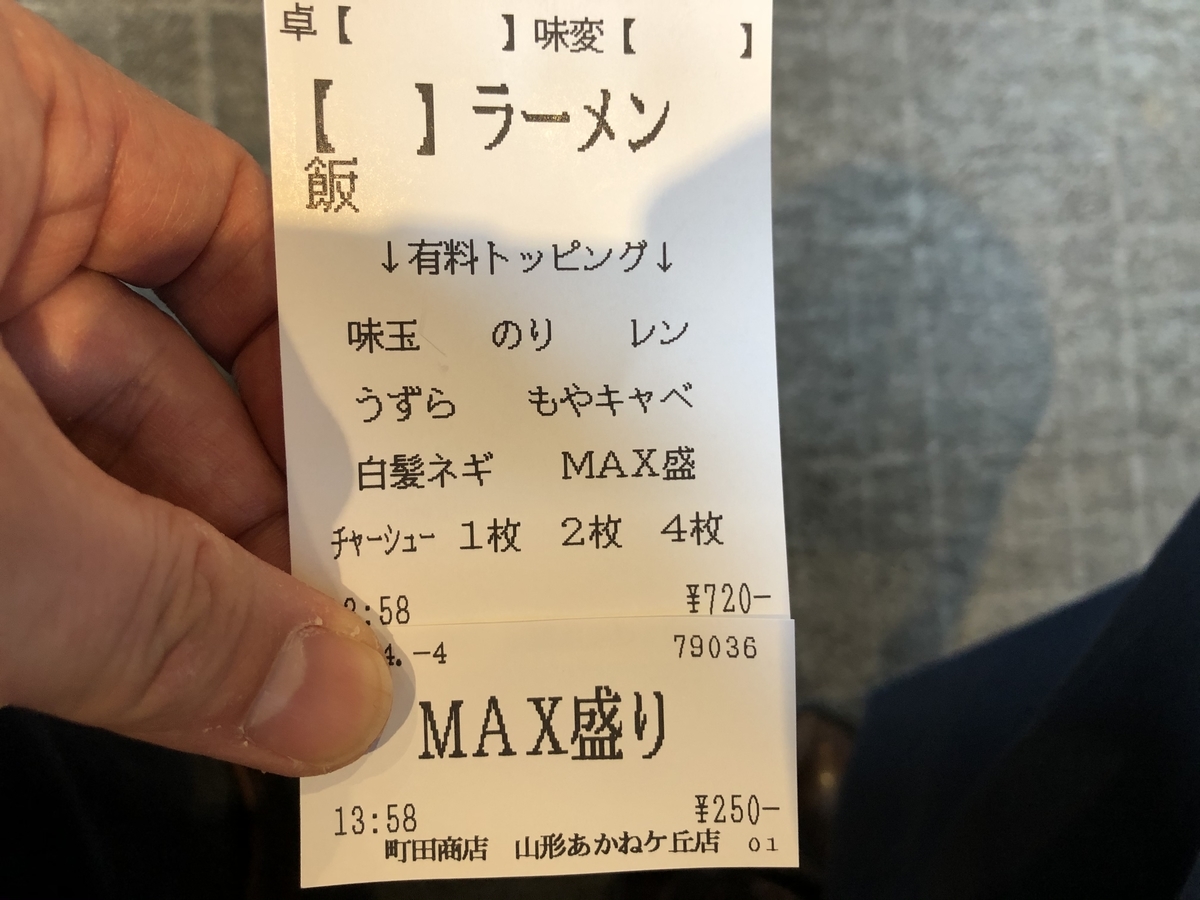 卓【 】味変【 】
【 】ラーメン
飯
↓有料トッピング↓
味玉 のり レン
うずら もやキャベ
白髪ネギ MAX盛
チャーシュー 1枚 2枚 4枚
:58 ¥720-
4.-4 79036
MAX盛り
13:58 ¥250-
町田商店 山形あかねケ丘店 01